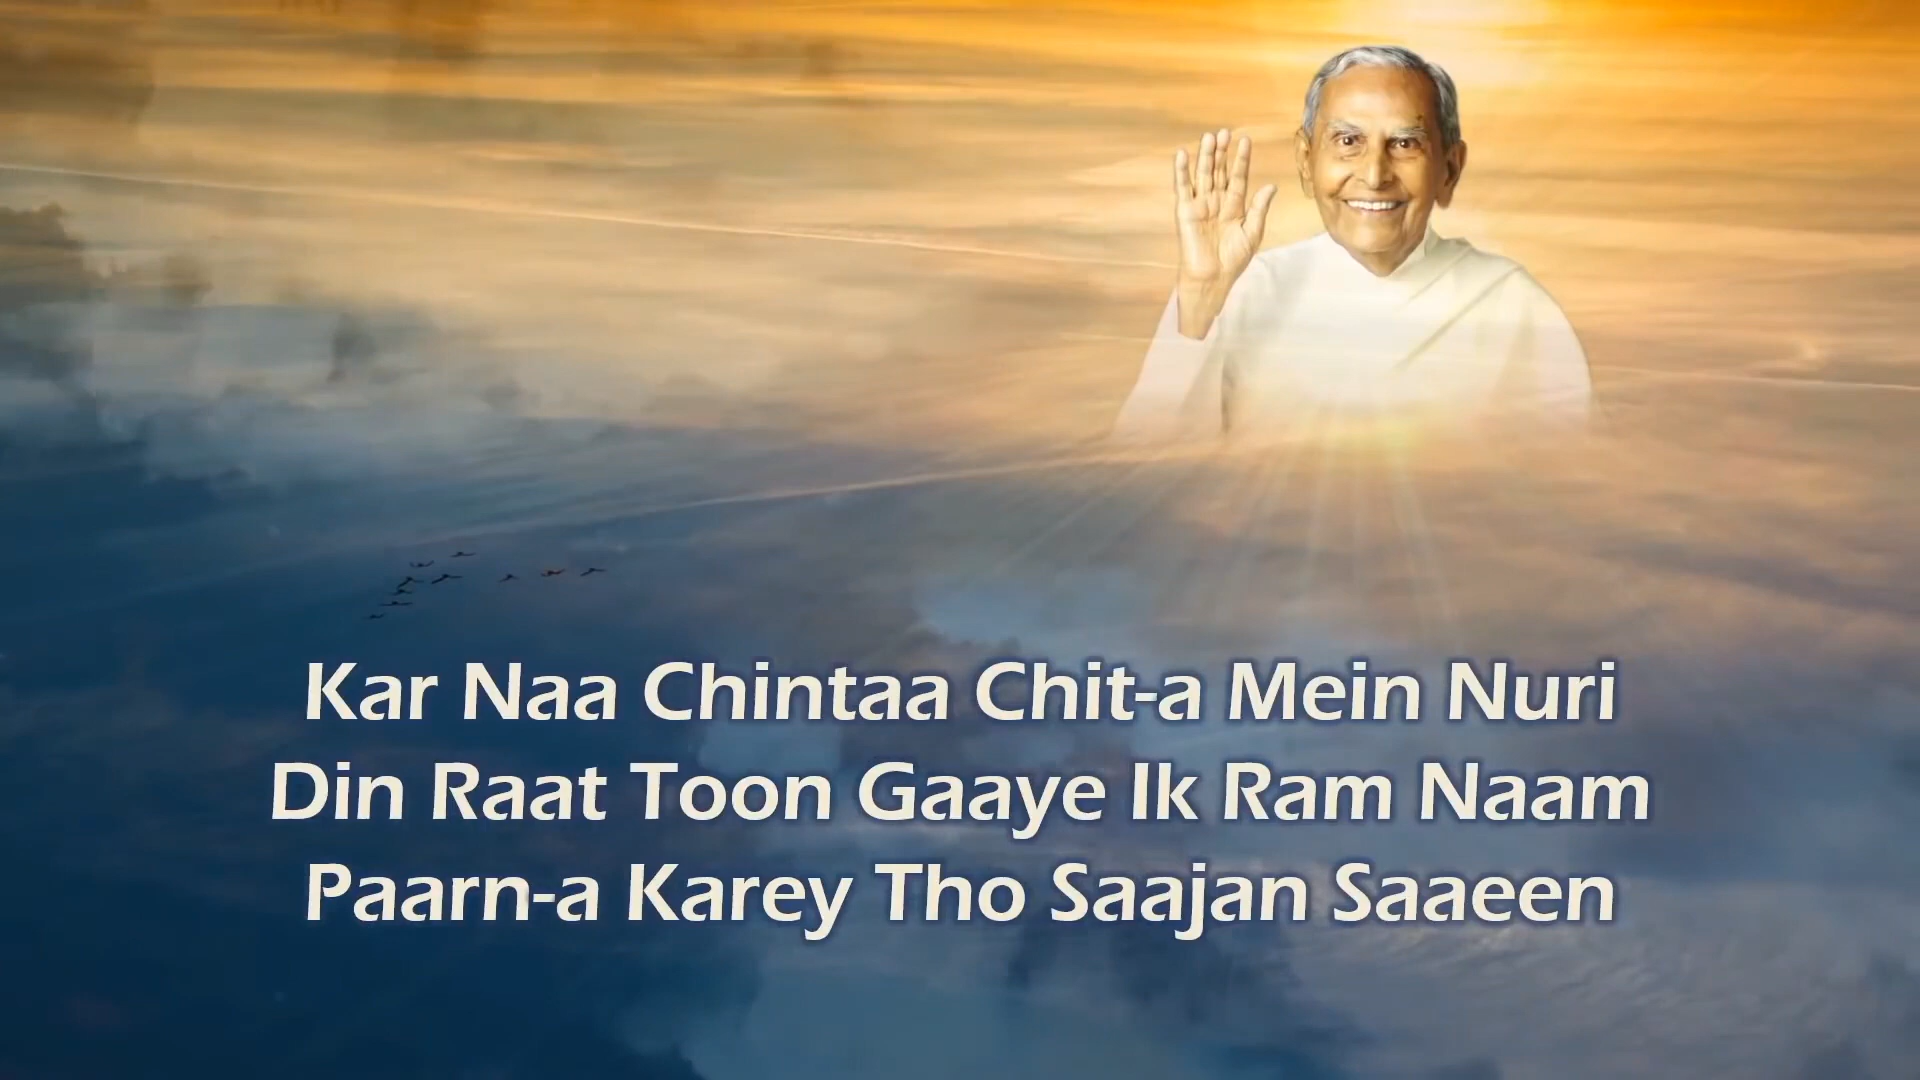 Kar Naa Chintaa Chit-a Mein Nuri
Din Raat Toon Gaaye Ik Ram Naam
Paarn-a Karey Tho Saajan Saaeen